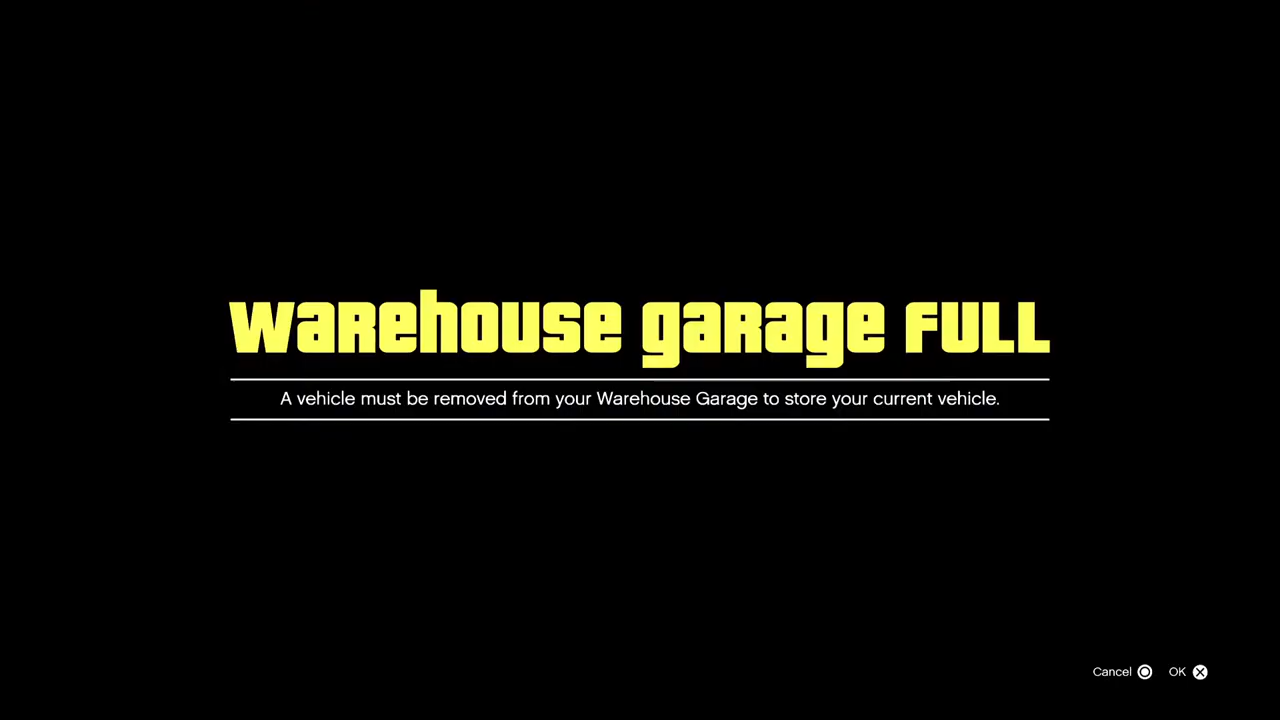 warehouse garage FULL
A vehicle must be removed from your Warehouse Garage to store your current vehicle.
Cancel OK